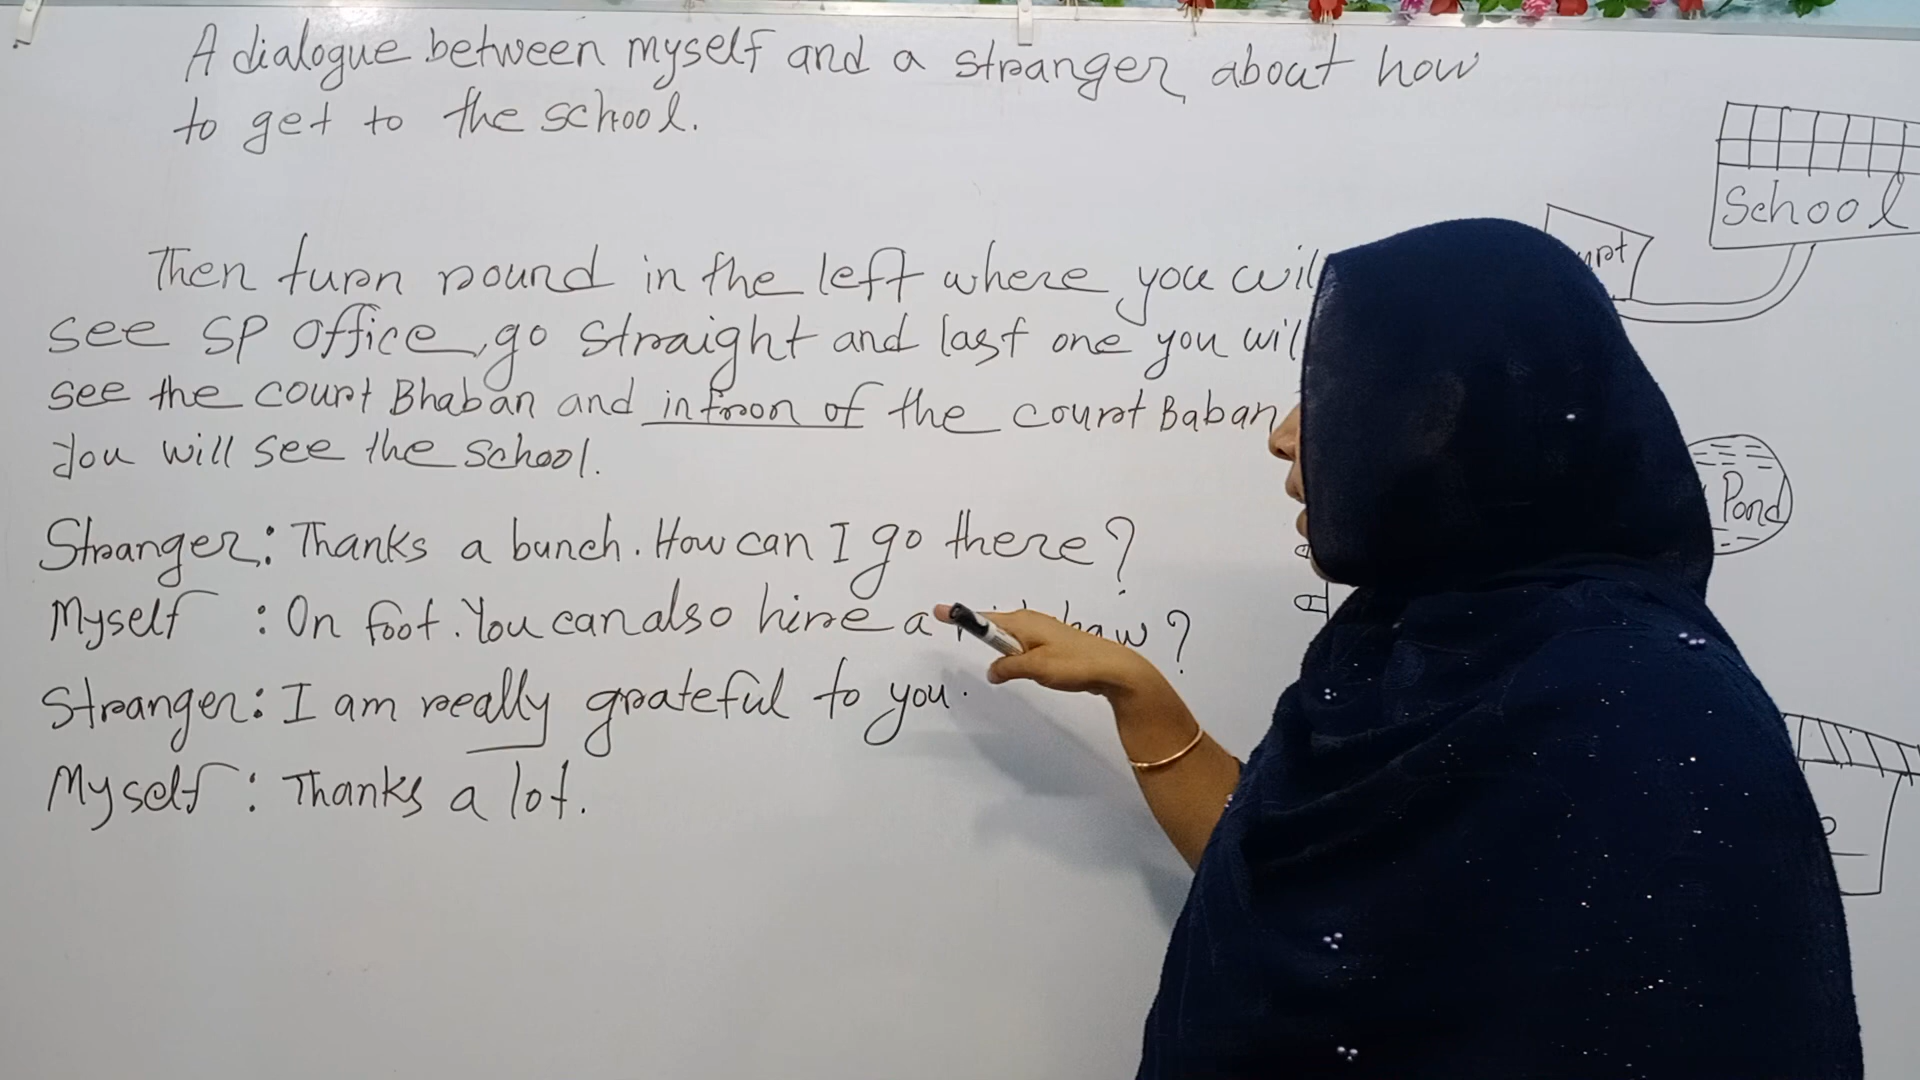 A dialogue between myself and a stranger, about how
to get to the school.
School
Then turn round in the left where you will
see SP office, go straight and last one you will
see the court Bhaban and in fron of the court Baban
you will see the school.
Pond
Stranger: Thanks a bunch. How can I go there?
Myself : On foot. You can also hire a ?
Stranger: I am really grateful to you.
Myself : Thanks a lot.